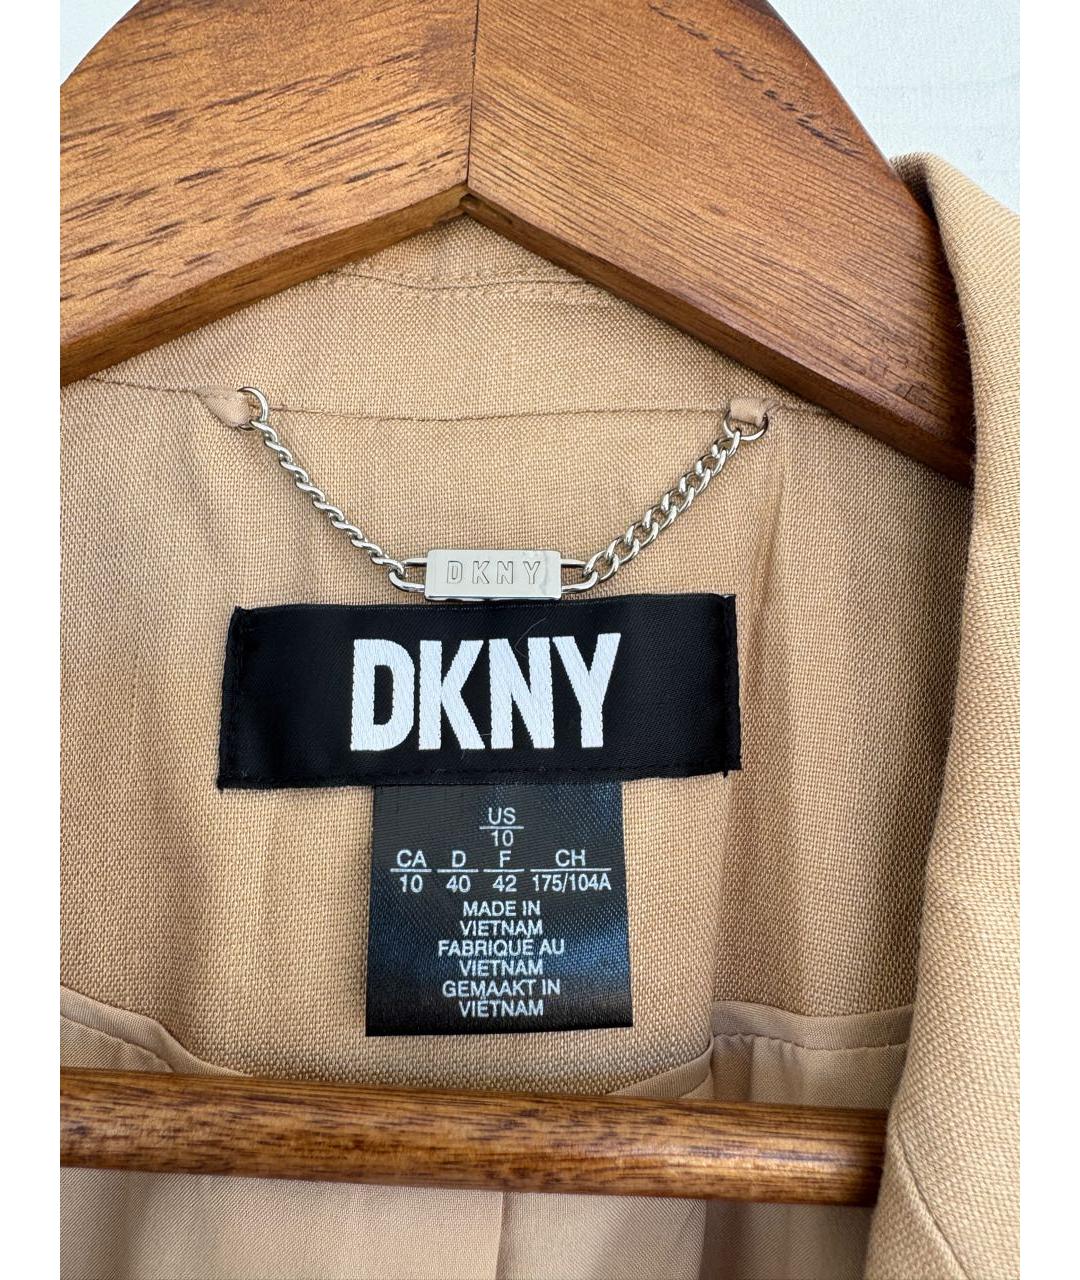 DKNY
DKNY
US
10
CA D F CH
10 40 42 175/104A
MADE IN
VIETNAM
FABRIQUÉ AU
VIETNAM
GEMAAKT IN
VIETNAM